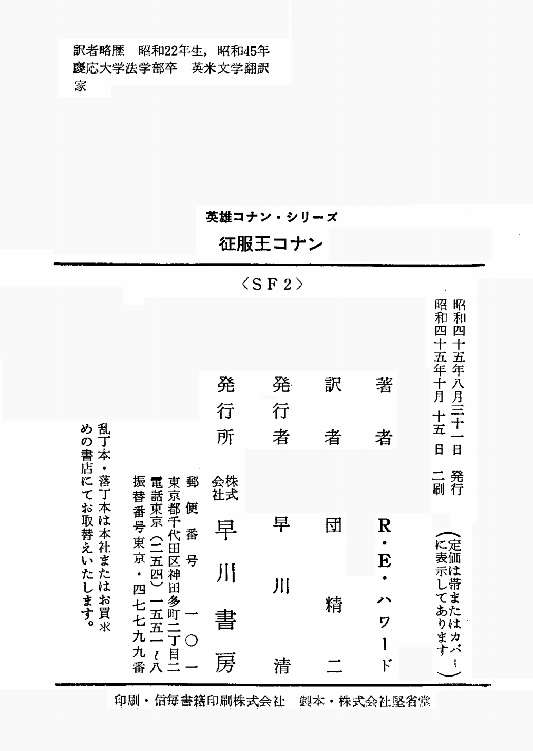 訳者略歴　昭和22年生，昭和45年
慶応大学法学部卒　英米文学翻訳
家
英雄コナン・シリーズ
征服王コナン
〈ＳＦ２〉
昭和四十五年八月三十一日　発行
昭和四十五年十月十五日　二刷
（定価は帯またはカバーに表示してあります）
著者　Ｒ・Ｅ・ハワード
訳者　団精二
発行者　早川清
発行所　株式会社　早川書房
郵便番号　一〇一
東京都千代田区神田多町二丁目二
電話東京（二五四）一五五一～八
振替番号東京・四七七九九番
乱丁本・落丁本は本社またはお買求
めの書店にてお取替えいたします。
印刷・信毎書籍印刷株式会社　製本・株式会社堅省堂